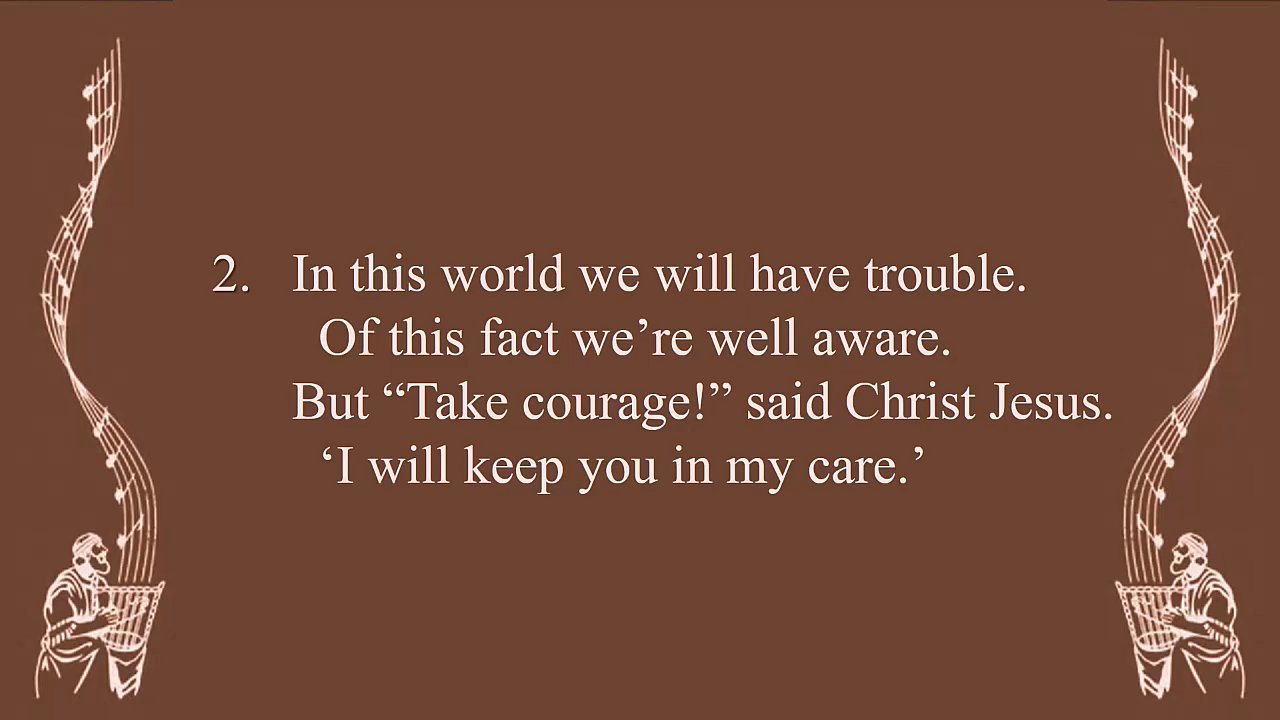 2. In this world we will have trouble.
Of this fact we’re well aware.
But “Take courage!” said Christ Jesus.
‘I will keep you in my care.’